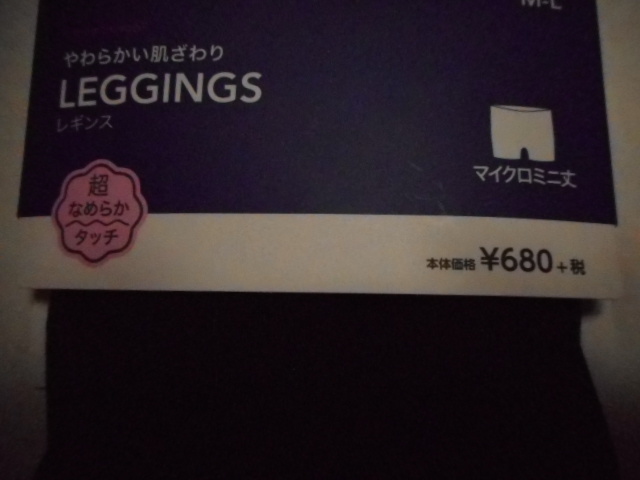 M-L
やわらかい肌ざわり
LEGGINGS
レギンス
マイクロミニ丈
超
なめらか
タッチ
本体価格 ¥680+税